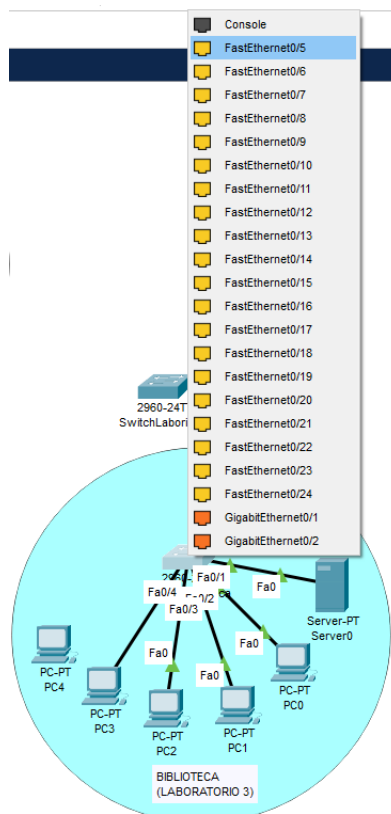 Console
FastEthernet0/5
FastEthernet0/6
FastEthernet0/7
FastEthernet0/8
FastEthernet0/9
FastEthernet0/10
FastEthernet0/11
FastEthernet0/12
FastEthernet0/13
FastEthernet0/14
FastEthernet0/15
FastEthernet0/16
FastEthernet0/17
FastEthernet0/18
FastEthernet0/19
FastEthernet0/20
FastEthernet0/21
FastEthernet0/22
FastEthernet0/23
FastEthernet0/24
GigabitEthernet0/1
GigabitEthernet0/2
2960-24T
SwitchLabori
Fa0/1
Fa0/4
Fa0/3
Fa0
Server-PT
Server0
Fa0
Fa0
Fa0
PC-PT
PC4
PC-PT
PC3
PC-PT
PC2
PC-PT
PC1
PC-PT
PC0
BIBLIOTECA
(LABORATORIO 3)